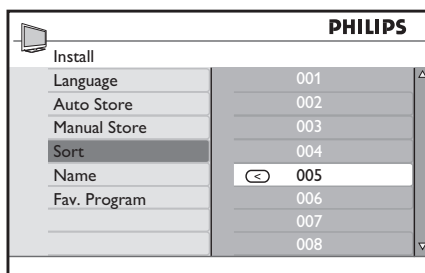 PHILIPS
Install
Language 001
Auto Store 002
Manual Store 003
Sort 004
Name < 005
Fav. Program 006
007
008